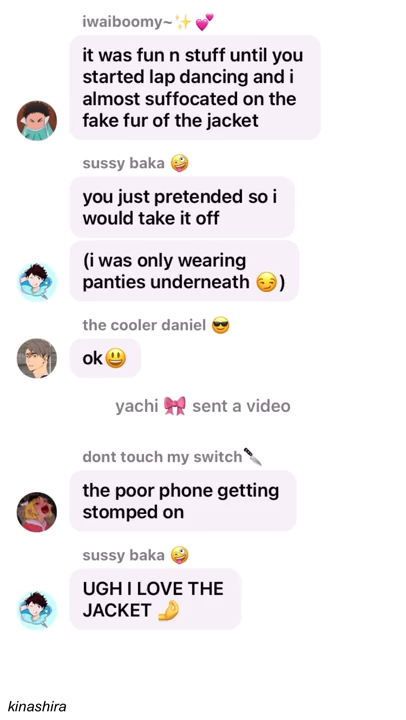 iwaiboomy~✨💕
it was fun n stuff until you
started lap dancing and i
almost suffocated on the
fake fur of the jacket
sussy baka 🤪
you just pretended so i
would take it off
(i was only wearing
panties underneath 😏)
the cooler daniel 😎
ok😃
yachi 🎀 sent a video
dont touch my switch🔪
the poor phone getting
stomped on
sussy baka 🤪
UGH I LOVE THE
JACKET 🤌
kinashira